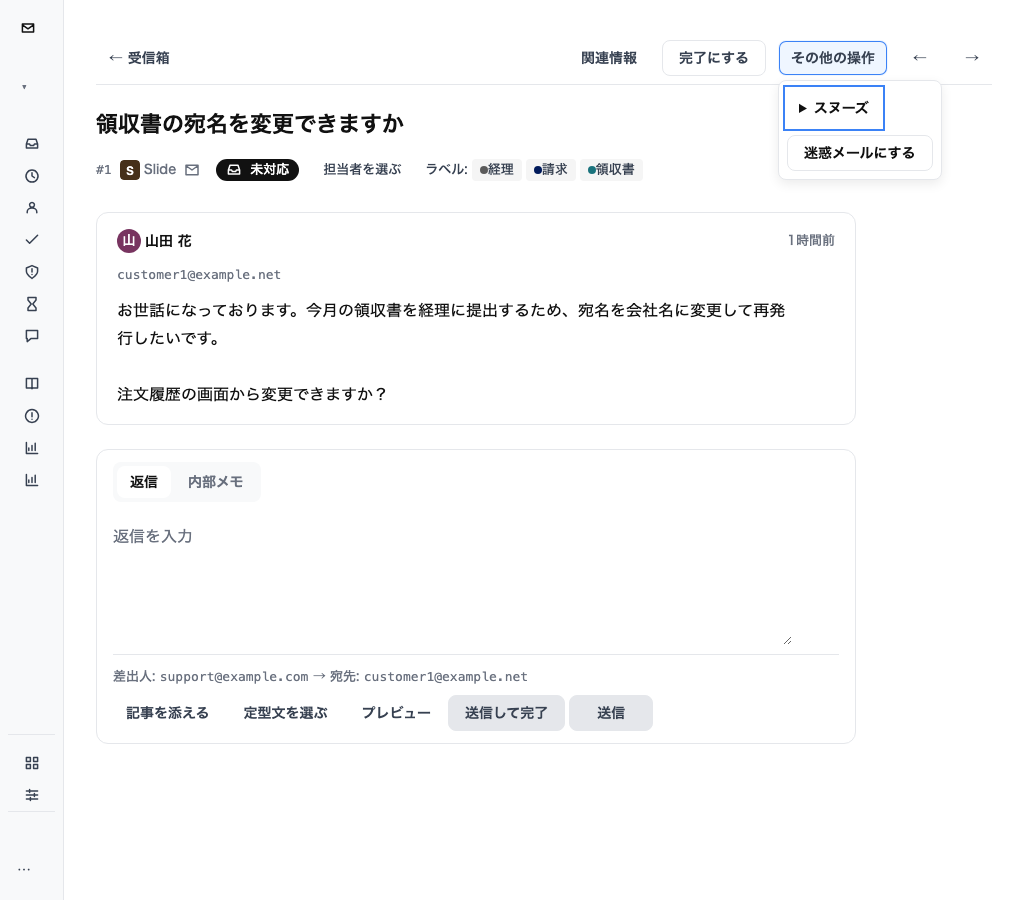 ← 受信箱
関連情報
完了にする
その他の操作
←
→
▶ スヌーズ
迷惑メールにする
領収書の宛名を変更できますか
#1 S Slide 未対応 担当者を選ぶ ラベル: 経理 請求 領収書
山 山田 花
1時間前
customer1@example.net
お世話になっております。今月の領収書を経理に提出するため、宛名を会社名に変更して再発
行したいです。
注文履歴の画面から変更できますか？
返信 内部メモ
返信を入力
差出人: support@example.com → 宛先: customer1@example.net
記事を添える 定型文を選ぶ プレビュー 送信して完了 送信